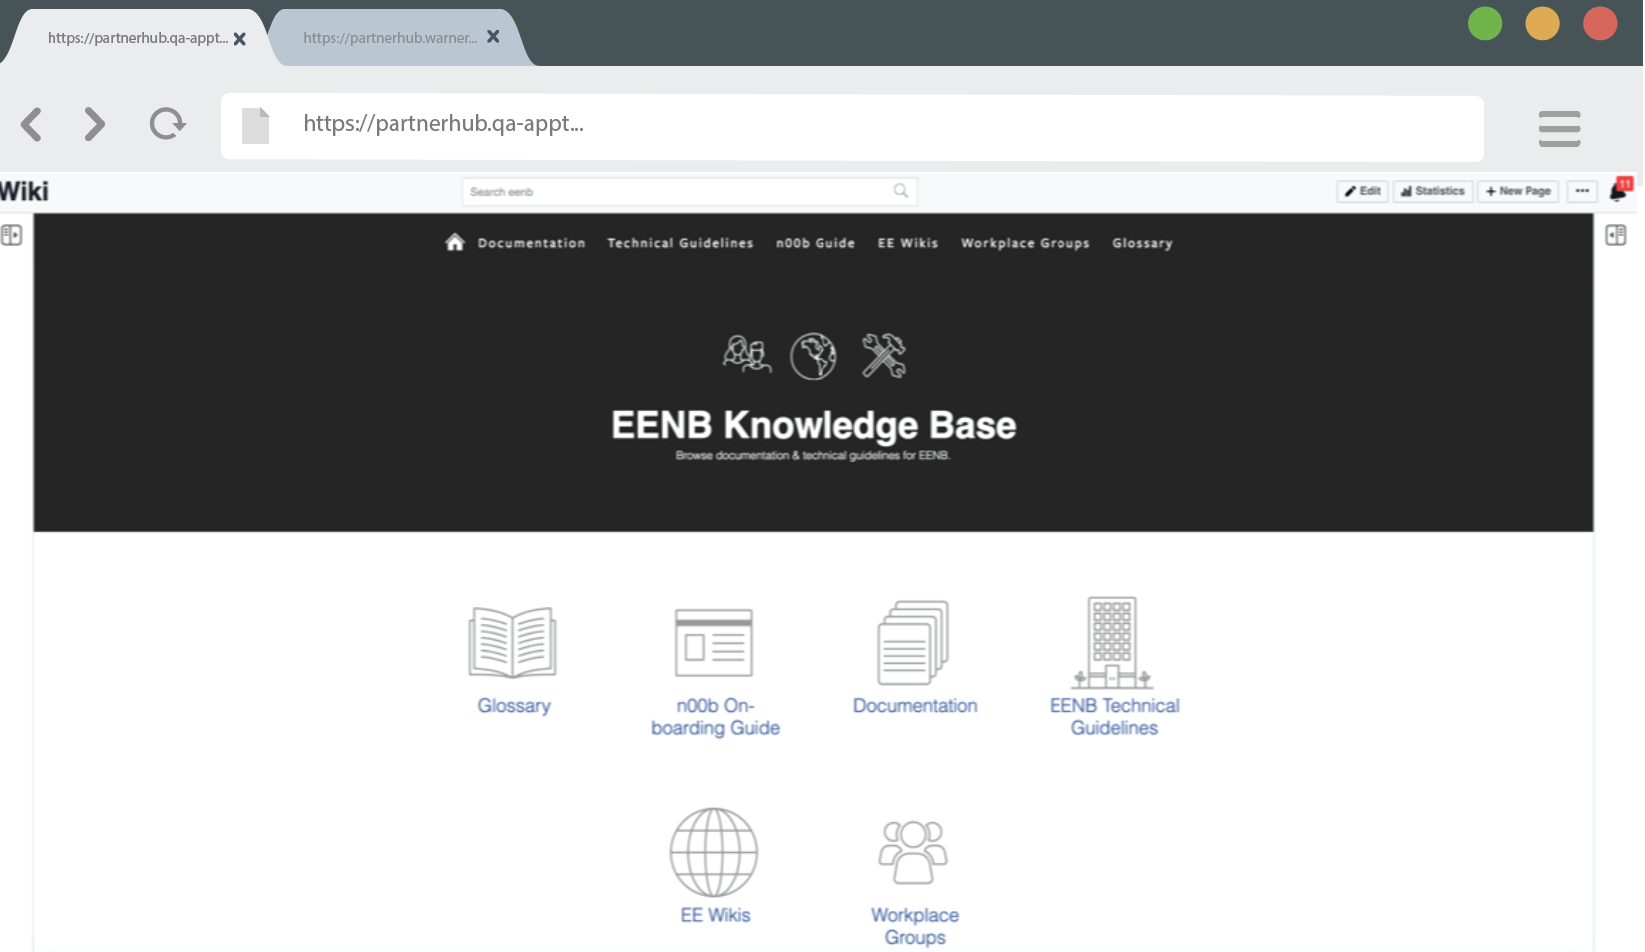 https://partnerhub.qa-appt...
https://partnerhub.warner...
https://partnerhub.qa-appt...
Wiki
Search eenb
Edit
Statistics
New Page
11
Documentation
Technical Guidelines
n00b Guide
EE Wikis
Workplace Groups
Glossary
EENB Knowledge Base
Browse documentation & technical guidelines for EENB.
Glossary
n00b On-
boarding Guide
Documentation
EENB Technical
Guidelines
EE Wikis
Workplace
Groups